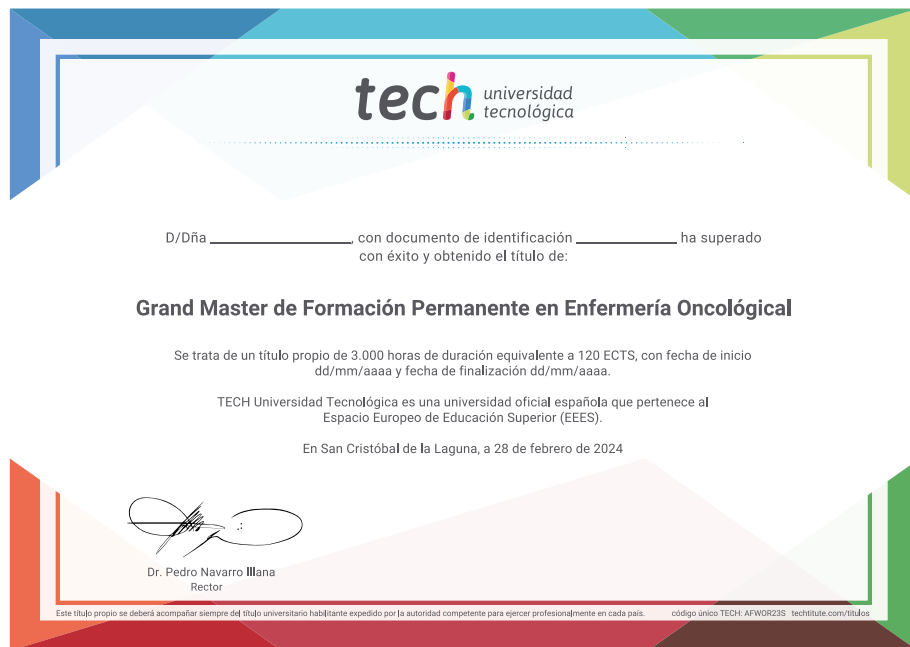 tech universidad
tecnológica
D/Dña ________________, con documento de identificación ____________ ha superado
con éxito y obtenido el título de:
Grand Master de Formación Permanente en Enfermería Oncológical
Se trata de un título propio de 3.000 horas de duración equivalente a 120 ECTS, con fecha de inicio
dd/mm/aaaa y fecha de finalización dd/mm/aaaa.
TECH Universidad Tecnológica es una universidad oficial española que pertenece al
Espacio Europeo de Educación Superior (EEES).
En San Cristóbal de la Laguna, a 28 de febrero de 2024
Dr. Pedro Navarro Illana
Rector
Este título propio se deberá acompañar siempre del título universitario habilitante expedido por la autoridad competente para ejercer profesionalmente en cada país. código único TECH: AFWOR23S techtitute.com/titulos